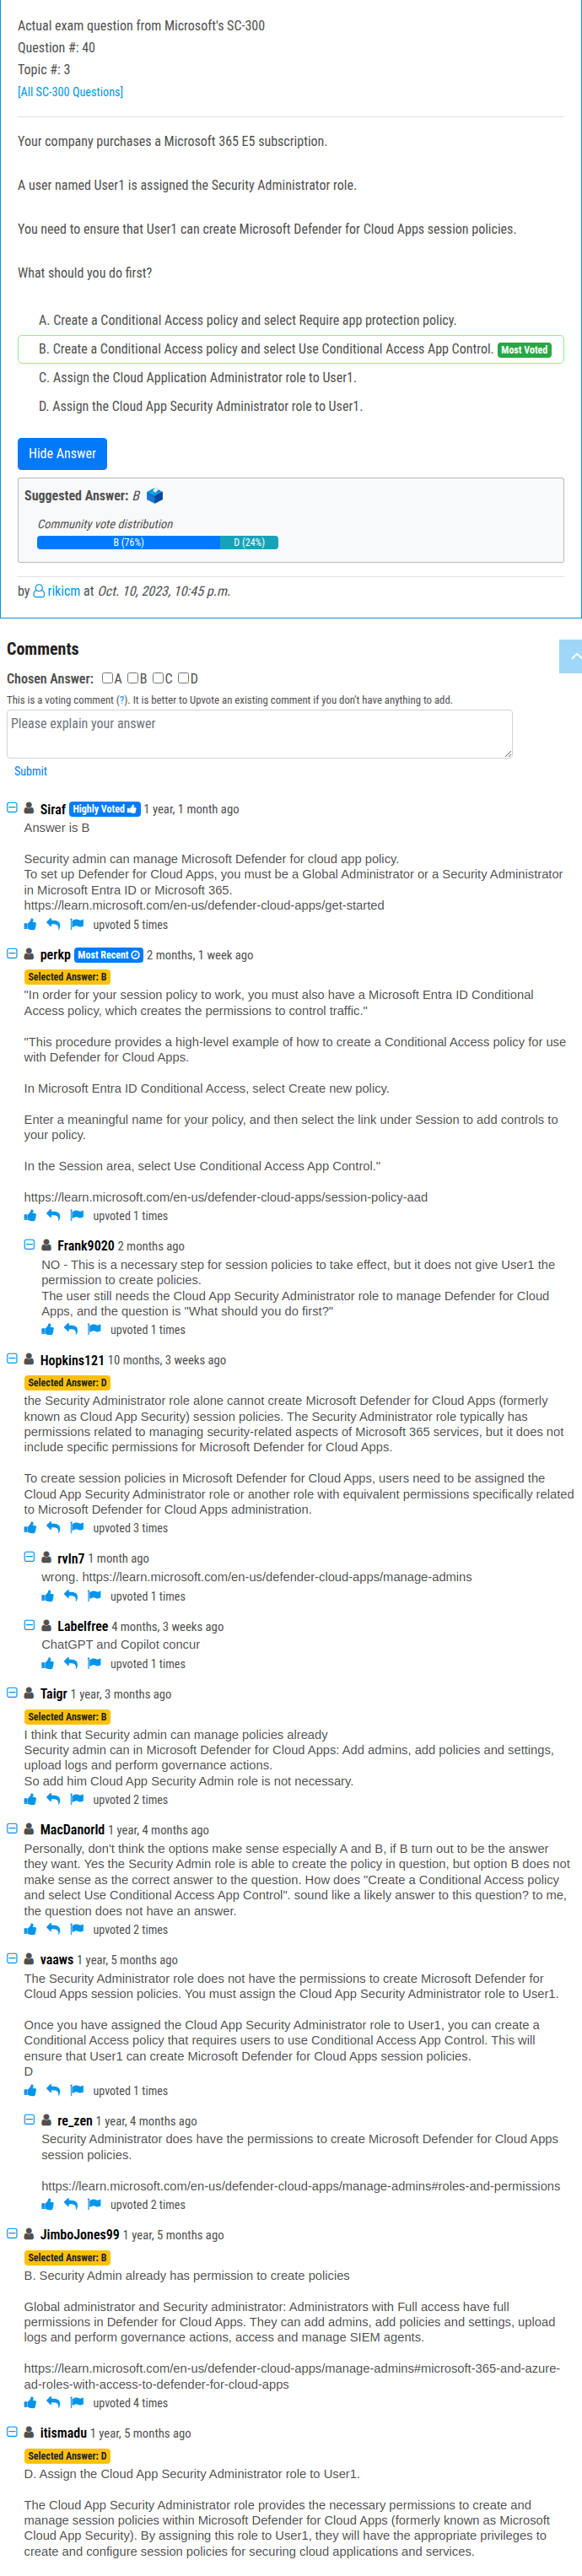 Actual exam question from Microsoft's SC-300
Question #: 40
Topic #: 3
[All SC-300 Questions]
Your company purchases a Microsoft 365 E5 subscription.
A user named User1 is assigned the Security Administrator role.
You need to ensure that User1 can create Microsoft Defender for Cloud Apps session policies.
What should you do first?
A. Create a Conditional Access policy and select Require app protection policy.
B. Create a Conditional Access policy and select Use Conditional Access App Control. Most Voted
C. Assign the Cloud Application Administrator role to User1.
D. Assign the Cloud App Security Administrator role to User1.
Hide Answer
Suggested Answer: B
Community vote distribution
B (76%) D (24%)
by rikicm at Oct. 10, 2023, 10:45 p.m.
Comments
Chosen Answer: A B C D
This is a voting comment (?). It is better to Upvote an existing comment if you don't have anything to add.
Please explain your answer
Submit
Siraf Highly Voted 1 year, 1 month ago
Answer is B
Security admin can manage Microsoft Defender for cloud app policy.
To set up Defender for Cloud Apps, you must be a Global Administrator or a Security Administrator
in Microsoft Entra ID or Microsoft 365.
https://learn.microsoft.com/en-us/defender-cloud-apps/get-started
upvoted 5 times
perkp Most Recent 2 months, 1 week ago
Selected Answer: B
"In order for your session policy to work, you must also have a Microsoft Entra ID Conditional
Access policy, which creates the permissions to control traffic."
"This procedure provides a high-level example of how to create a Conditional Access policy for use
with Defender for Cloud Apps.
In Microsoft Entra ID Conditional Access, select Create new policy.
Enter a meaningful name for your policy, and then select the link under Session to add controls to
your policy.
In the Session area, select Use Conditional Access App Control."
https://learn.microsoft.com/en-us/defender-cloud-apps/session-policy-aad
upvoted 1 times
Frank9020 2 months ago
NO - This is a necessary step for session policies to take effect, but it does not give User1 the
permission to create policies.
The user still needs the Cloud App Security Administrator role to manage Defender for Cloud
Apps, and the question is "What should you do first?"
upvoted 1 times
Hopkins121 10 months, 3 weeks ago
Selected Answer: D
the Security Administrator role alone cannot create Microsoft Defender for Cloud Apps (formerly
known as Cloud App Security) session policies. The Security Administrator role typically has
permissions related to managing security-related aspects of Microsoft 365 services, but it does not
include specific permissions for Microsoft Defender for Cloud Apps.
To create session policies in Microsoft Defender for Cloud Apps, users need to be assigned the
Cloud App Security Administrator role or another role with equivalent permissions specifically related
to Microsoft Defender for Cloud Apps administration.
upvoted 3 times
rvln7 1 month ago
wrong. https://learn.microsoft.com/en-us/defender-cloud-apps/manage-admins
upvoted 1 times
Labelfree 4 months, 3 weeks ago
ChatGPT and Copilot concur
upvoted 1 times
Taigr 1 year, 3 months ago
Selected Answer: B
I think that Security admin can manage policies already
Security admin can in Microsoft Defender for Cloud Apps: Add admins, add policies and settings,
upload logs and perform governance actions.
So add him Cloud App Security Admin role is not necessary.
upvoted 2 times
MacDanorld 1 year, 4 months ago
Personally, don't think the options make sense especially A and B, if B turn out to be the answer
they want. Yes the Security Admin role is able to create the policy in question, but option B does not
make sense as the correct answer to the question. How does "Create a Conditional Access policy
and select Use Conditional Access App Control". sound like a likely answer to this question? to me,
the question does not have an answer.
upvoted 2 times
vaaws 1 year, 5 months ago
The Security Administrator role does not have the permissions to create Microsoft Defender for
Cloud Apps session policies. You must assign the Cloud App Security Administrator role to User1.
Once you have assigned the Cloud App Security Administrator role to User1, you can create a
Conditional Access policy that requires users to use Conditional Access App Control. This will
ensure that User1 can create Microsoft Defender for Cloud Apps session policies.
D
upvoted 1 times
re_zen 1 year, 4 months ago
Security Administrator does have the permissions to create Microsoft Defender for Cloud Apps
session policies.
https://learn.microsoft.com/en-us/defender-cloud-apps/manage-admins#roles-and-permissions
upvoted 2 times
JimboJones99 1 year, 5 months ago
Selected Answer: B
B. Security Admin already has permission to create policies
Global administrator and Security administrator: Administrators with Full access have full
permissions in Defender for Cloud Apps. They can add admins, add policies and settings, upload
logs and perform governance actions, access and manage SIEM agents.
https://learn.microsoft.com/en-us/defender-cloud-apps/manage-admins#microsoft-365-and-azure-
ad-roles-with-access-to-defender-for-cloud-apps
upvoted 4 times
itismadu 1 year, 5 months ago
Selected Answer: D
D. Assign the Cloud App Security Administrator role to User1.
The Cloud App Security Administrator role provides the necessary permissions to create and
manage session policies within Microsoft Defender for Cloud Apps (formerly known as Microsoft
Cloud App Security). By assigning this role to User1, they will have the appropriate privileges to
create and configure session policies for securing cloud applications and services.